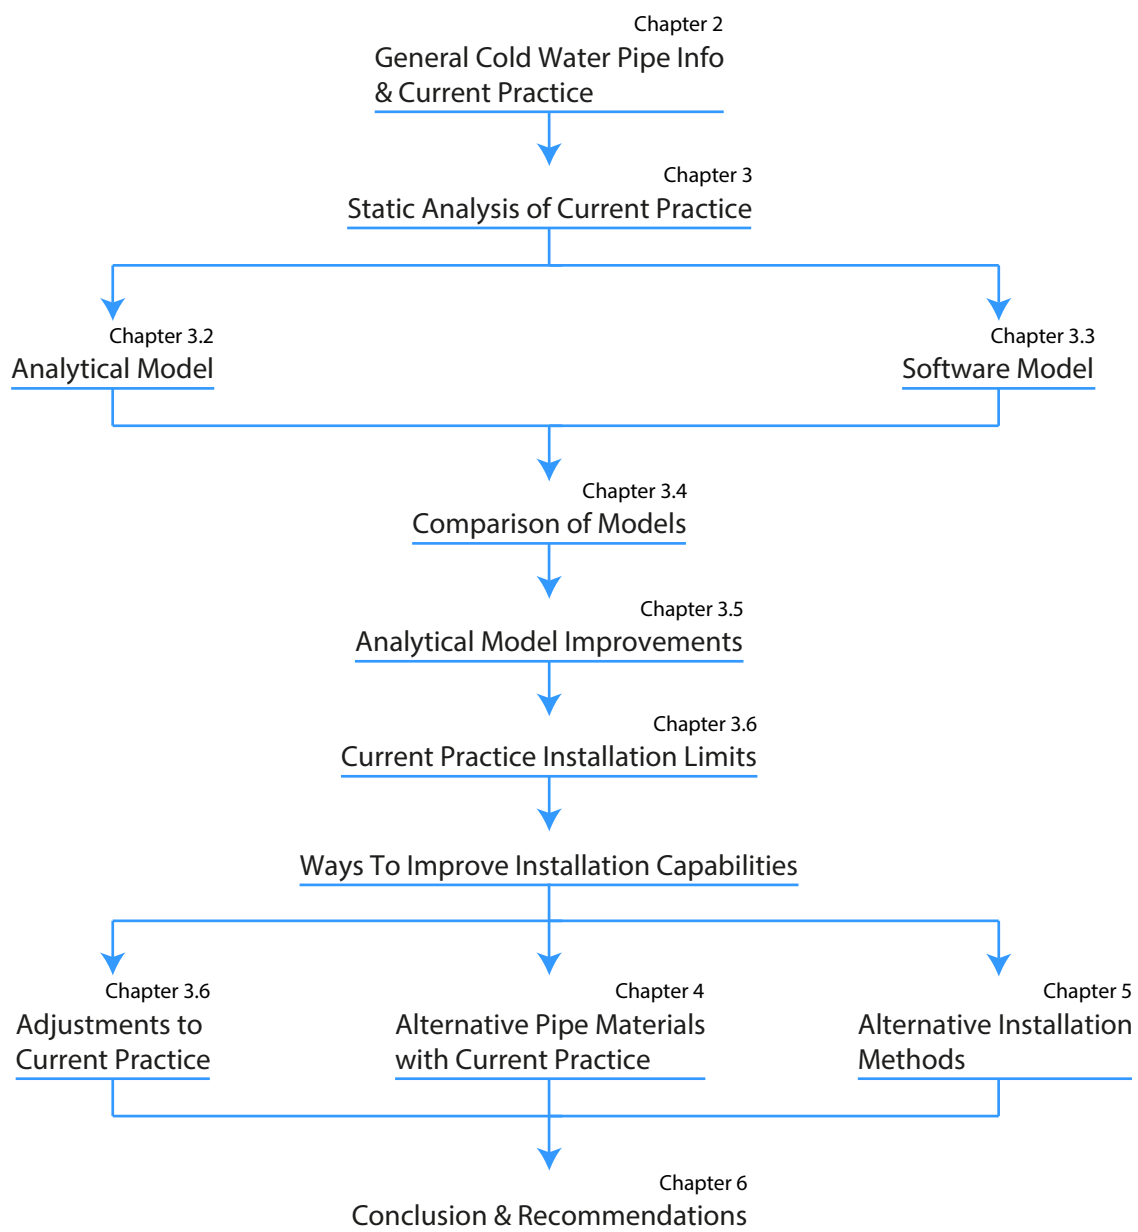 Chapter 2
General Cold Water Pipe Info
& Current Practice
Chapter 3
Static Analysis of Current Practice
Chapter 3.2
Analytical Model
Chapter 3.3
Software Model
Chapter 3.4
Comparison of Models
Chapter 3.5
Analytical Model Improvements
Chapter 3.6
Current Practice Installation Limits
Ways To Improve Installation Capabilities
Chapter 3.6
Adjustments to
Current Practice
Chapter 4
Alternative Pipe Materials
with Current Practice
Chapter 5
Alternative Installation
Methods
Chapter 6
Conclusion & Recommendations